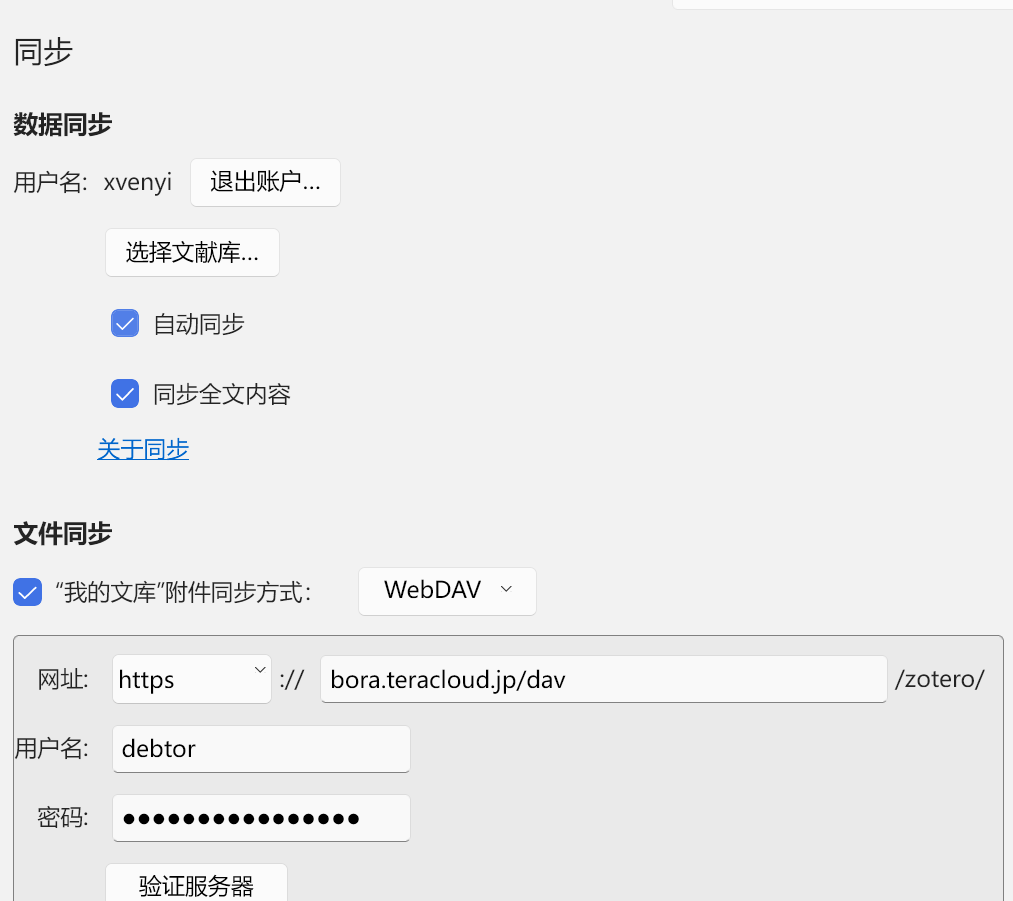 同步
数据同步
用户名: xvenyi 退出账户...
选择文献库...
自动同步
同步全文内容
关于同步
文件同步
“我的文库”附件同步方式: WebDAV
网址: https :// bora.teracloud.jp/dav /zotero/
用户名: debtor
密码: ●●●●●●●●●●●●●●●●
验证服务器